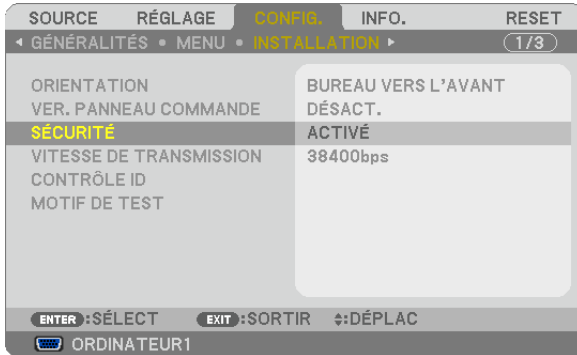 SOURCE RÉGLAGE CONFIG. INFO. RESET
GÉNÉRALITÉS • MENU • INSTALLATION 1/3
ORIENTATION BUREAU VERS L'AVANT
VER. PANNEAU COMMANDE DÉSACT.
SÉCURITÉ ACTIVÉ
VITESSE DE TRANSMISSION 38400bps
CONTRÔLE ID
MOTIF DE TEST
ENTER :SÉLECT EXIT :SORTIR :DÉPLAC
ORDINATEUR1